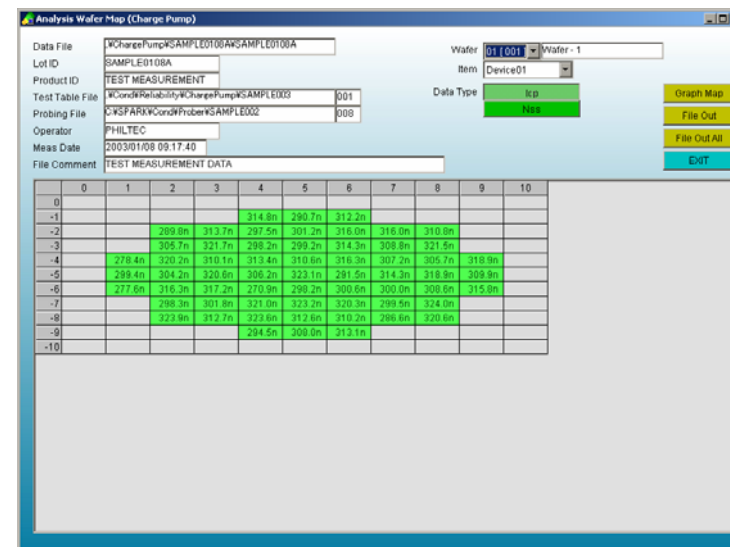 Analysis Wafer Map (Charge Pump)
Data File .¥ChargePump¥SAMPLE0108A¥SAMPLE0108A
Wafer 01 [ 001 ] Wafer - 1
Lot ID SAMPLE0108A
Item Device01
Product ID TEST MEASUREMENT
Data Type Icp
Graph Map
Test Table File .¥Cond¥Reliability¥ChargePump¥SAMPLE003 001
Nss
Probing File C:¥SPARK¥Cond¥Prober¥SAMPLE002 008
File Out
Operator PHILTEC
File Out All
Meas Date 2003/01/08 09:17:40
EXIT
File Comment TEST MEASUREMENT DATA
0 1 2 3 4 5 6 7 8 9 10
0
-1 314.8n 290.7n 312.2n
-2 289.8n 313.7n 297.5n 301.2n 316.0n 316.0n 310.8n
-3 305.7n 321.7n 298.2n 299.2n 314.3n 308.8n 321.5n
-4 278.4n 320.2n 310.1n 313.4n 310.6n 316.3n 307.2n 305.7n 318.9n
-5 299.4n 304.2n 320.6n 306.2n 323.1n 291.5n 314.3n 318.9n 309.9n
-6 277.6n 316.3n 317.2n 270.9n 298.2n 300.6n 300.0n 308.6n 315.8n
-7 298.3n 301.8n 321.0n 323.2n 320.3n 299.5n 324.0n
-8 323.9n 312.7n 323.6n 312.6n 310.2n 286.6n 320.6n
-9 294.5n 308.0n 313.1n
-10